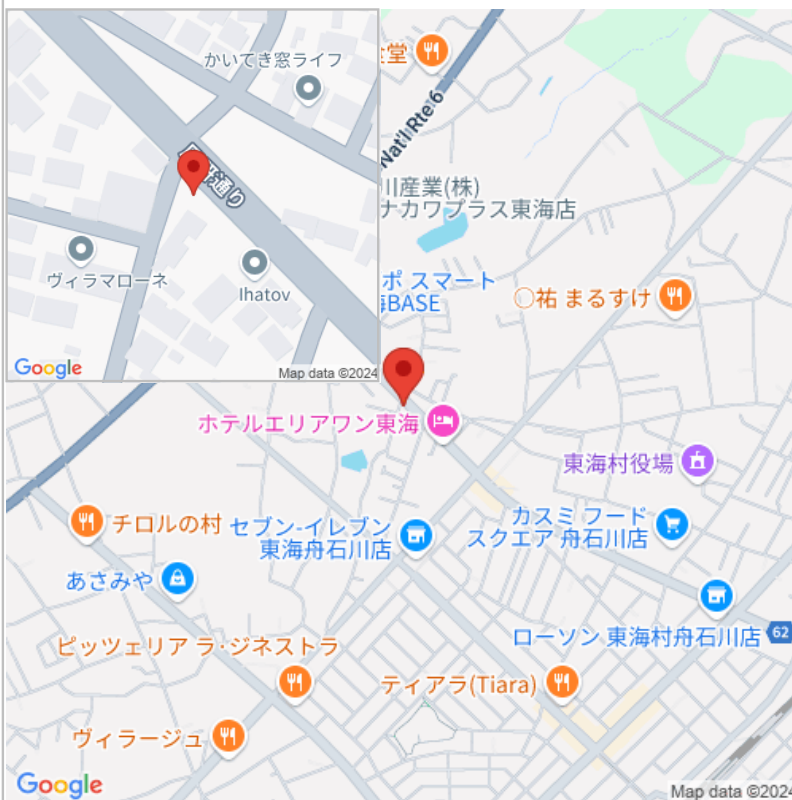 かいてき窓ライフ
通り
ヴィラマローネ
Ihatov
Google
Map data ©2024
堂
Nat'l Rte 6
川産業(株)
ナカワプラス東海店
ポ スマート
BASE
〇祐 まるすけ
ホテルエリアワン東海
東海村役場
チロルの村
セブン-イレブン
東海舟石川店
カスミ フード
スクエア 舟石川店
あさみや
ローソン 東海村舟石川店
62
ピッツェリア ラ・ジネストラ
ティアラ(Tiara)
ヴィラージュ
Google
Map data ©2024